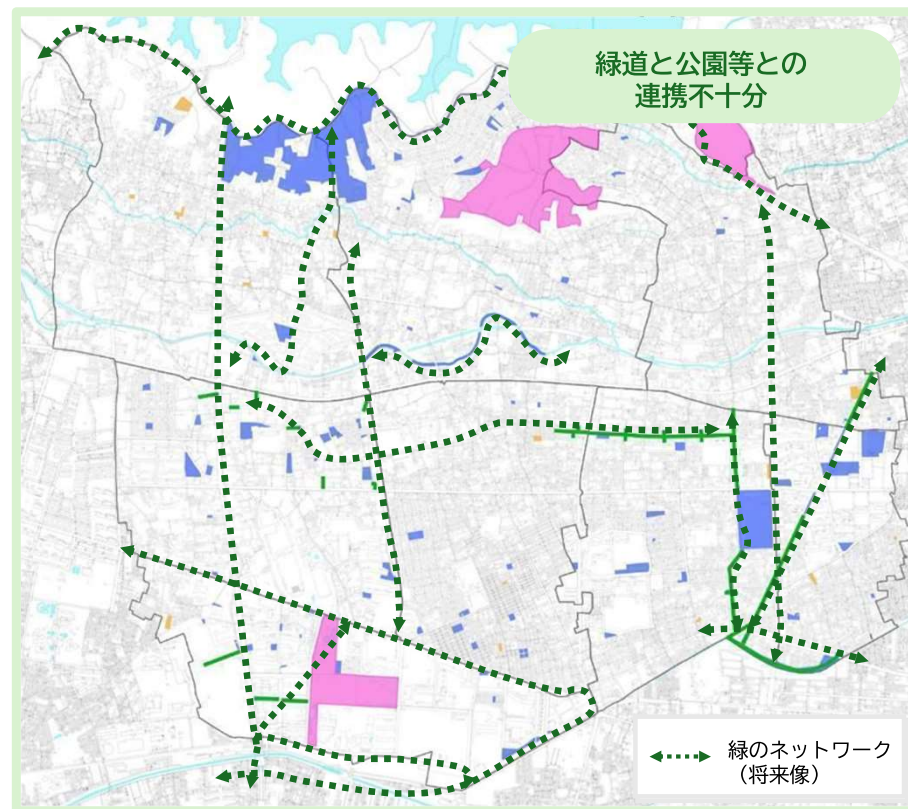 緑道と公園等との
連携不十分
緑のネットワーク
（将来像）